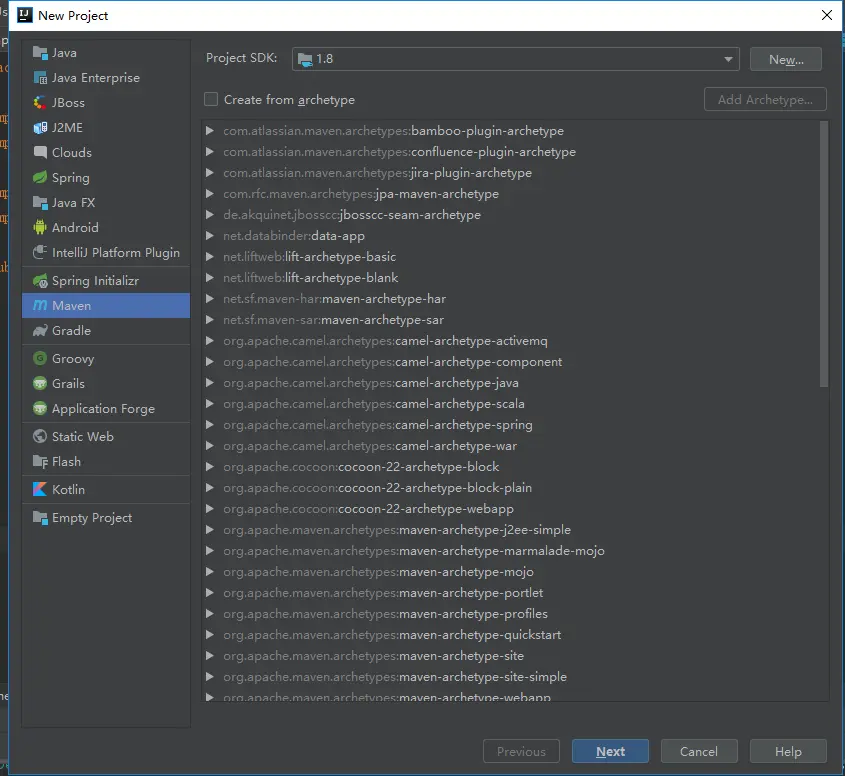 New Project
Java
Java Enterprise
JBoss
J2ME
Clouds
Spring
Java FX
Android
IntelliJ Platform Plugin
Spring Initializr
Maven
Gradle
Groovy
Grails
Application Forge
Static Web
Flash
Kotlin
Empty Project
Project SDK: 1.8 New...
Create from archetype Add Archetype...
com.atlassian.maven.archetypes:bamboo-plugin-archetype
com.atlassian.maven.archetypes:confluence-plugin-archetype
com.atlassian.maven.archetypes:jira-plugin-archetype
com.rfc.maven.archetypes:jpa-maven-archetype
de.akquinet.jbosscc:jbosscc-seam-archetype
net.databinder:data-app
net.liftweb:lift-archetype-basic
net.liftweb:lift-archetype-blank
net.sf.maven-har:maven-archetype-har
net.sf.maven-sar:maven-archetype-sar
org.apache.camel.archetypes:camel-archetype-activemq
org.apache.camel.archetypes:camel-archetype-component
org.apache.camel.archetypes:camel-archetype-java
org.apache.camel.archetypes:camel-archetype-scala
org.apache.camel.archetypes:camel-archetype-spring
org.apache.camel.archetypes:camel-archetype-war
org.apache.cocoon:cocoon-22-archetype-block
org.apache.cocoon:cocoon-22-archetype-block-plain
org.apache.cocoon:cocoon-22-archetype-webapp
org.apache.maven.archetypes:maven-archetype-j2ee-simple
org.apache.maven.archetypes:maven-archetype-marmalade-mojo
org.apache.maven.archetypes:maven-archetype-mojo
org.apache.maven.archetypes:maven-archetype-portlet
org.apache.maven.archetypes:maven-archetype-profiles
org.apache.maven.archetypes:maven-archetype-quickstart
org.apache.maven.archetypes:maven-archetype-site
org.apache.maven.archetypes:maven-archetype-site-simple
org.apache.maven.archetypes:maven-archetype-webapp
Previous Next Cancel Help